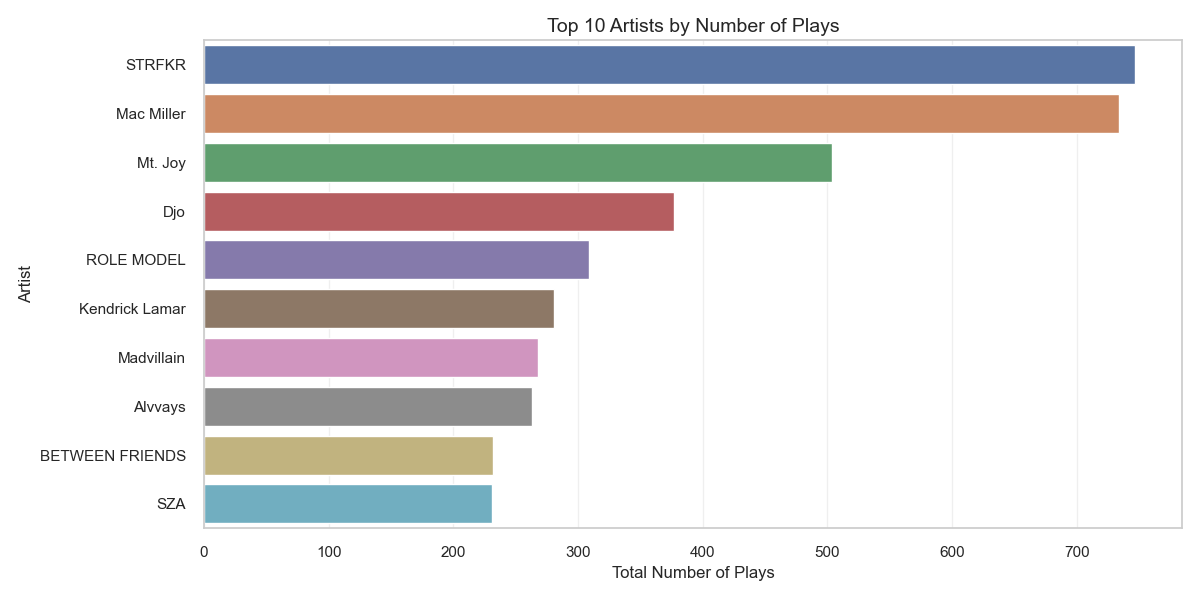 Top 10 Artists by Number of Plays
Artist
STRFKR
Mac Miller
Mt. Joy
Djo
ROLE MODEL
Kendrick Lamar
Madvillain
Alvvays
BETWEEN FRIENDS
SZA
0 100 200 300 400 500 600 700
Total Number of Plays